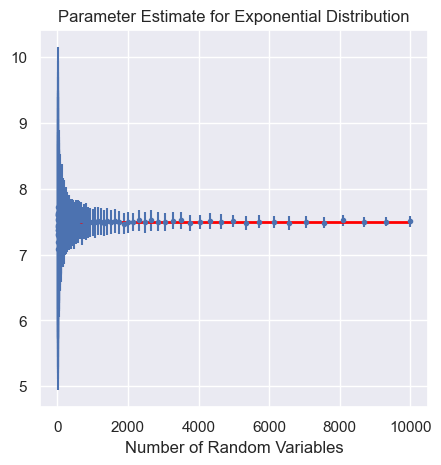 Parameter Estimate for Exponential Distribution
10
9
8
7
6
5
0 2000 4000 6000 8000 10000
Number of Random Variables